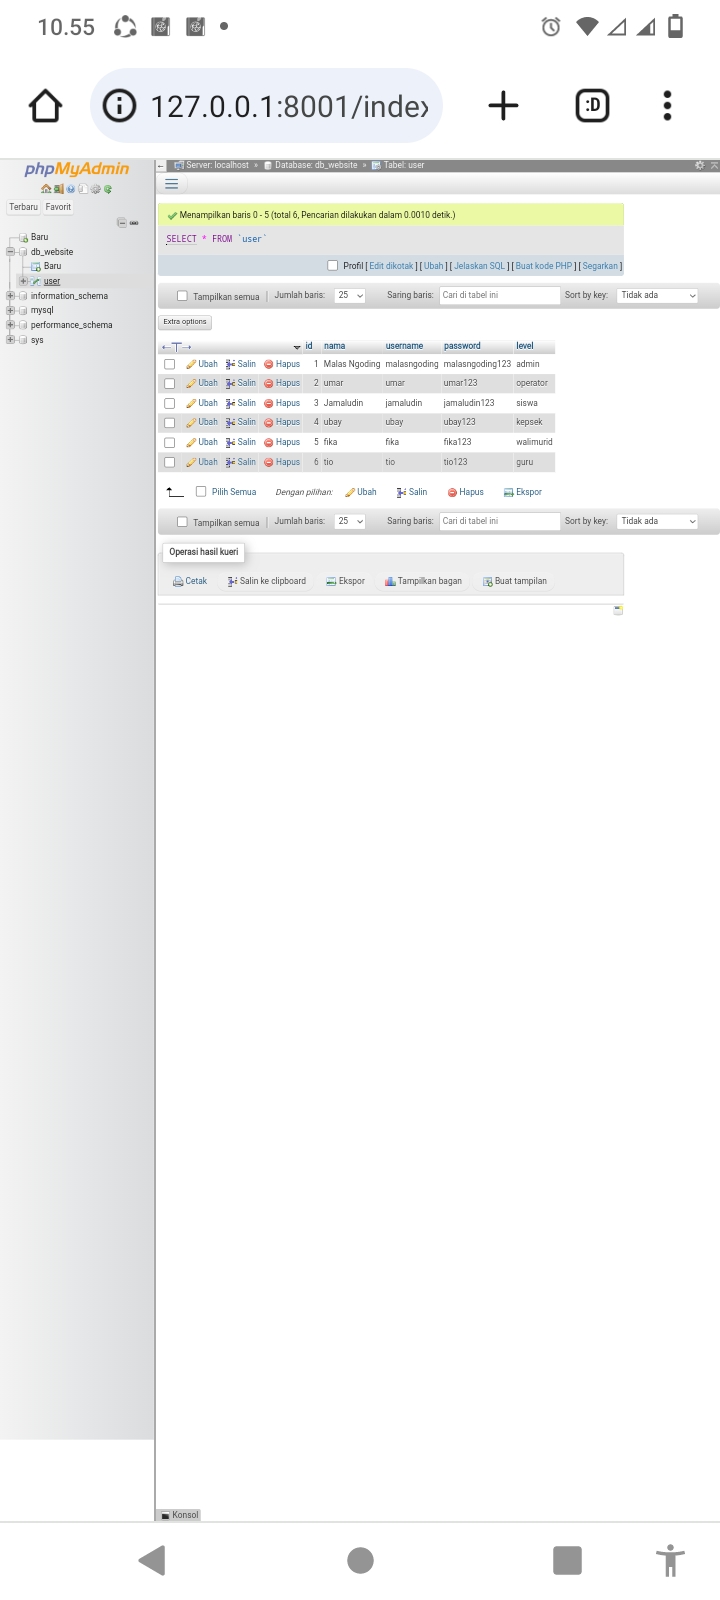 10.55
127.0.0.1:8001/index
:D
phpMyAdmin
Terbaru Favorit
Baru
db_website
Baru
user
information_schema
mysql
performance_schema
sys
Server: localhost » Database: db_website » Tabel: user
Menampilkan baris 0 - 5 (total 6, Pencarian dilakukan dalam 0.0010 detik.)
SELECT * FROM `user`
Profil [ Edit dikotak ] [ Ubah ] [ Jelaskan SQL ] [ Buat kode PHP ] [ Segarkan ]
Tampilkan semua | Jumlah baris: 25 Saring baris: Cari di tabel ini Sort by key: Tidak ada
Extra options
id nama username password level
Ubah Salin Hapus 1 Malas Ngoding malasngoding malasngoding123 admin
Ubah Salin Hapus 2 umar umar umar123 operator
Ubah Salin Hapus 3 Jamaludin jamaludin jamaludin123 siswa
Ubah Salin Hapus 4 ubay ubay ubay123 kepsek
Ubah Salin Hapus 5 fika fika fika123 walimurid
Ubah Salin Hapus 6 tio tio tio123 guru
Pilih Semua Dengan pilihan: Ubah Salin Hapus Ekspor
Tampilkan semua | Jumlah baris: 25 Saring baris: Cari di tabel ini Sort by key: Tidak ada
Operasi hasil kueri
Cetak Salin ke clipboard Ekspor Tampilkan bagan Buat tampilan
Konsol